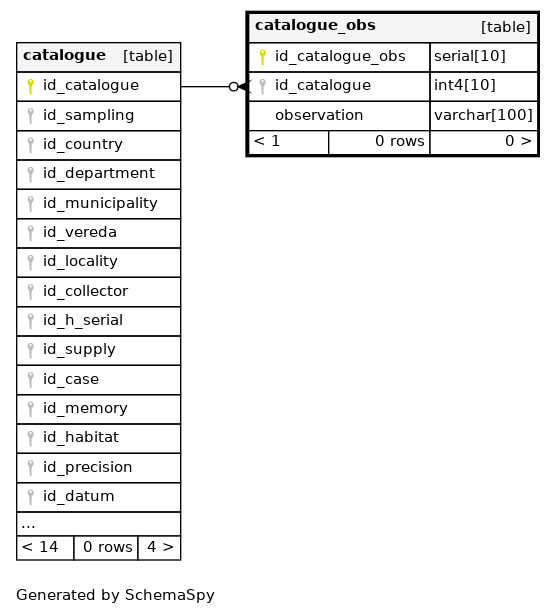 catalogue [table]
id_catalogue
id_sampling
id_country
id_department
id_municipality
id_vereda
id_locality
id_collector
id_h_serial
id_supply
id_case
id_memory
id_habitat
id_precision
id_datum
...
< 14 0 rows 4 >
catalogue_obs [table]
id_catalogue_obs serial[10]
id_catalogue int4[10]
observation varchar[100]
< 1 0 rows 0 >
Generated by SchemaSpy